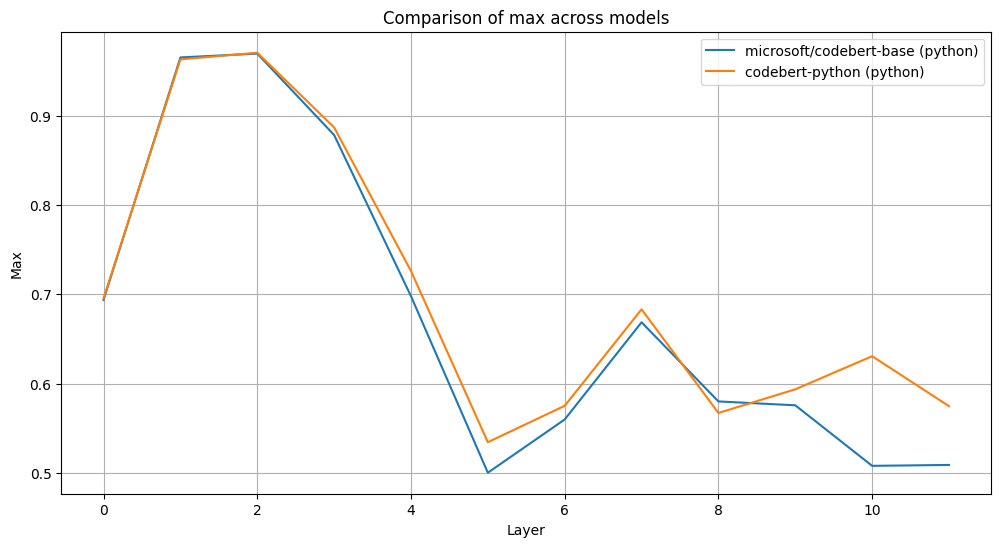 Comparison of max across models
microsoft/codebert-base (python)
codebert-python (python)
Max
0.9
0.8
0.7
0.6
0.5
0 2 4 6 8 10
Layer